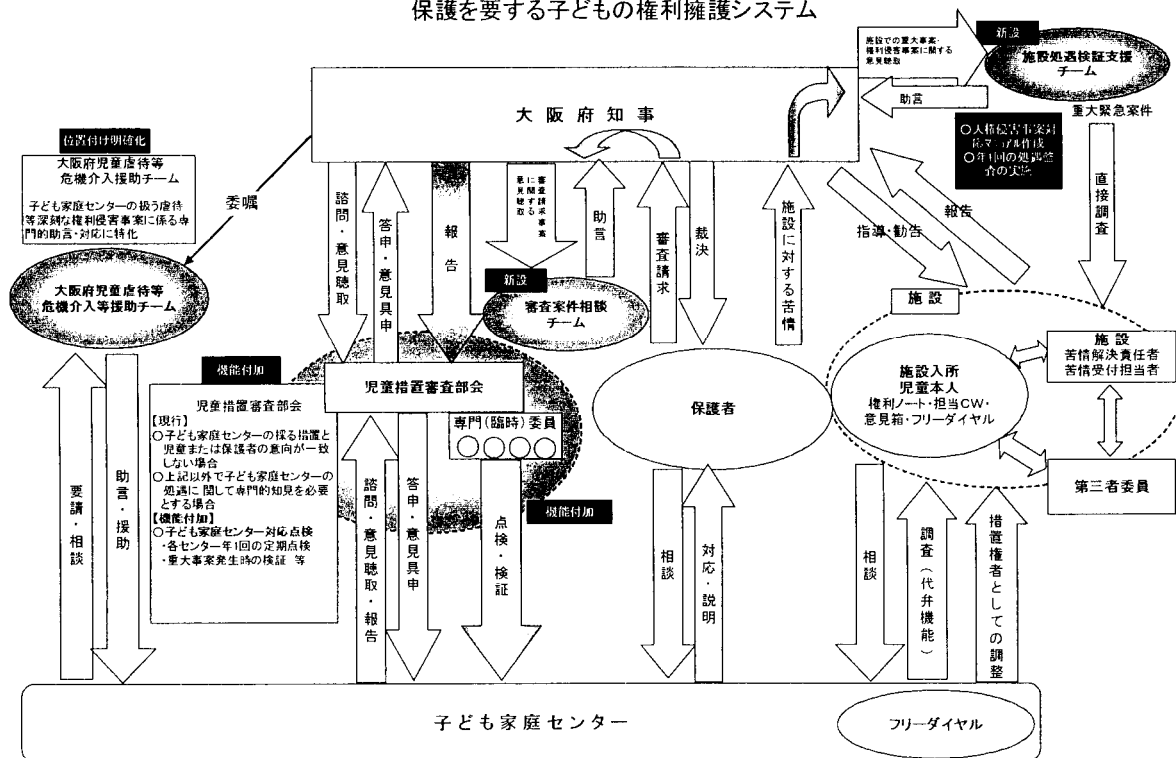 保護を要する子どもの権利擁護システム
新設
施設での重大事案・
権利侵害事案に関する
意見聴取
施設処遇検証支援
チーム
助言
重大緊急案件
大阪府知事
位置付け明確化
大阪府児童虐待等
危機介入援助チーム
子ども家庭センターの扱う虐待
等深刻な権利侵害事案に係る専
門的助言・対応に特化
委嘱
○人権侵害事案対
応マニュアル作成
○年1回の処遇整
査の実施
直接調査
報告
指導・勧告
諮問・意見聴取
答申・意見具申
報告
審査請求事案
に関する
意見聴取
助言
審査請求
裁決
施設に対する苦情
新設
審査案件相談
チーム
大阪府児童虐待等
危機介入等援助チーム
施設
施設
苦情解決責任者
苦情受付担当者
施設入所
児童本人
権利ノート・担当CW・
意見箱・フリーダイヤル
第三者委員
保護者
機能付加
児童措置審査部会
専門(臨時)委員
機能付加
児童措置審査部会
【現行】
○子ども家庭センターの採る措置と
児童または保護者の意向が一致
しない場合
○上記以外で子ども家庭センターの
処遇に関して専門的知見を必要
とする場合
【機能付加】
○子ども家庭センター対応点検
・各センター年1回の定期点検
・重大事案発生時の検証 等
要請・相談
助言・援助
諮問・意見聴取・報告
答申・意見具申
点検・検証
相談
対応・説明
相談
調査(代弁機能)
措置権者としての調整
子ども家庭センター
フリーダイヤル